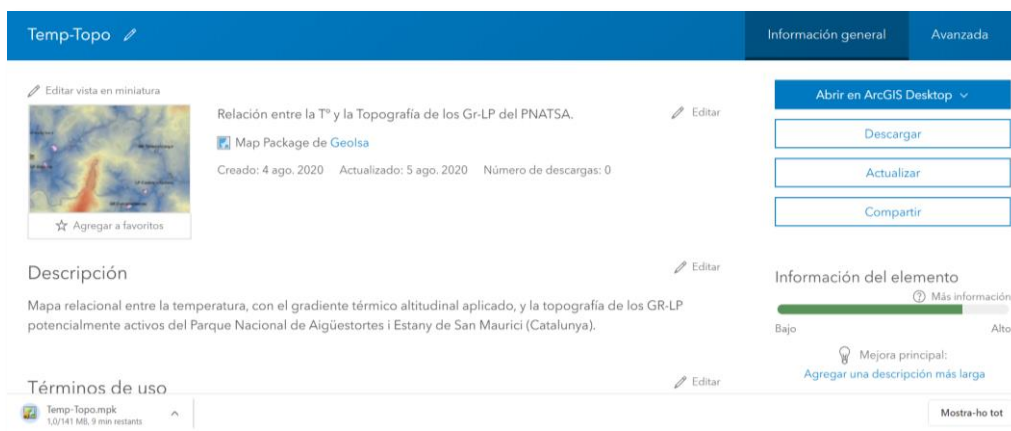 Temp-Topo
Información general
Avanzada
Editar vista en miniatura
Relación entre la Tº y la Topografía de los Gr-LP del PNATSA.
Editar
Map Package de GeoIsa
Creado: 4 ago. 2020 Actualizado: 5 ago. 2020 Número de descargas: 0
Agregar a favoritos
Abrir en ArcGIS Desktop
Descargar
Actualizar
Compartir
Descripción
Editar
Mapa relacional entre la temperatura, con el gradiente térmico altitudinal aplicado, y la topografía de los GR-LP
potencialmente activos del Parque Nacional de Aigüestortes i Estany de San Maurici (Catalunya).
Información del elemento
Más información
Bajo
Alto
Mejora principal:
Agregar una descripción más larga
Términos de uso
Editar
Temp-Topo.mpk
1,0/141 MB, 9 min restants
Mostra-ho tot